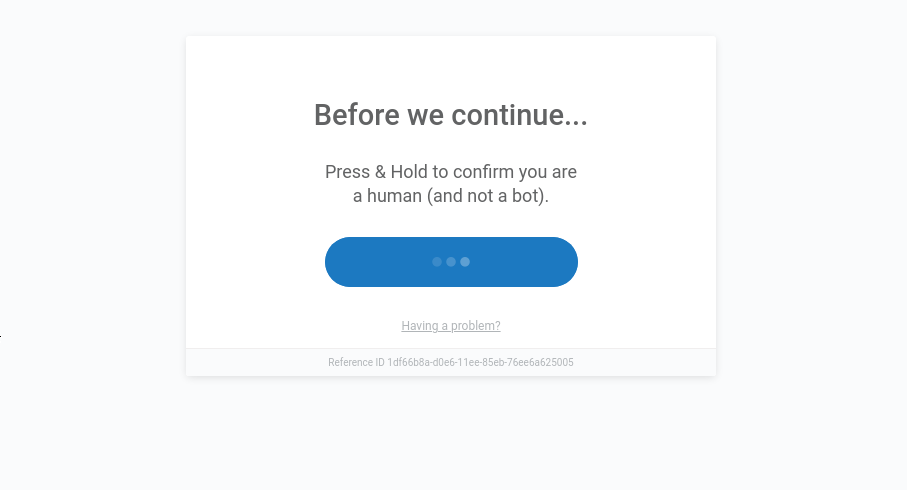 Before we continue...
Press & Hold to confirm you are
a human (and not a bot).
Having a problem?
Reference ID 1df66b8a-d0e6-11ee-85eb-76ee6a625005